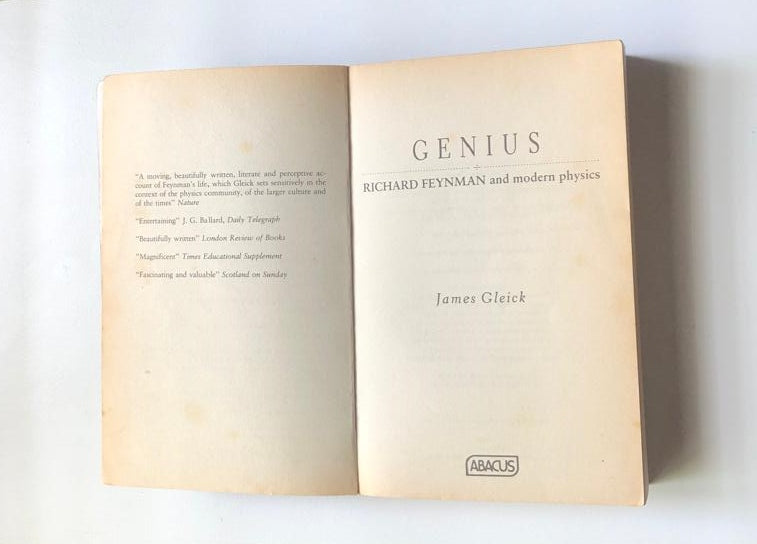 "A moving, beautifully written, literate and perceptive ac-
count of Feynman's life, which Gleick sets sensitively in the
context of the physics community, of the larger culture and
of the times" Nature
"Entertaining" J. G. Ballard, Daily Telegraph
"Beautifully written" London Review of Books
"Magnificent" Times Educational Supplement
"Fascinating and valuable" Scotland on Sunday
GENIUS
RICHARD FEYNMAN and modern physics
James Gleick
ABACUS